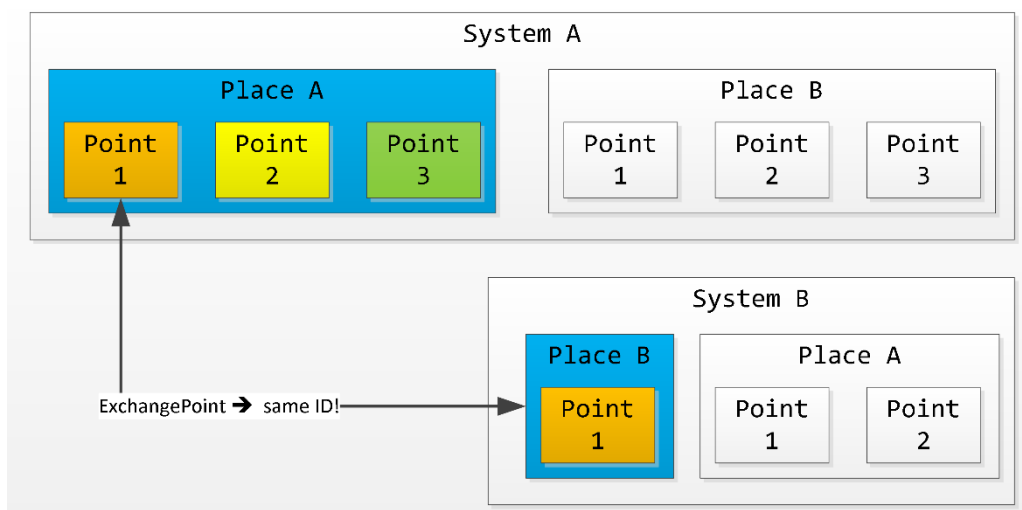 System A
Place A
Point
1
Point
2
Point
3
Place B
Point
1
Point
2
Point
3
System B
Place B
Point
1
Place A
Point
1
Point
2
ExchangePoint → same ID!